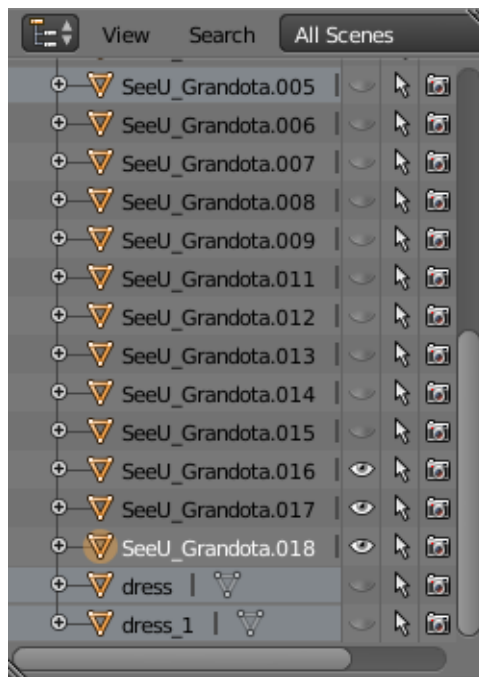 View Search All Scenes
SeeU_Grandota.005
SeeU_Grandota.006
SeeU_Grandota.007
SeeU_Grandota.008
SeeU_Grandota.009
SeeU_Grandota.011
SeeU_Grandota.012
SeeU_Grandota.013
SeeU_Grandota.014
SeeU_Grandota.015
SeeU_Grandota.016
SeeU_Grandota.017
SeeU_Grandota.018
dress
dress_1